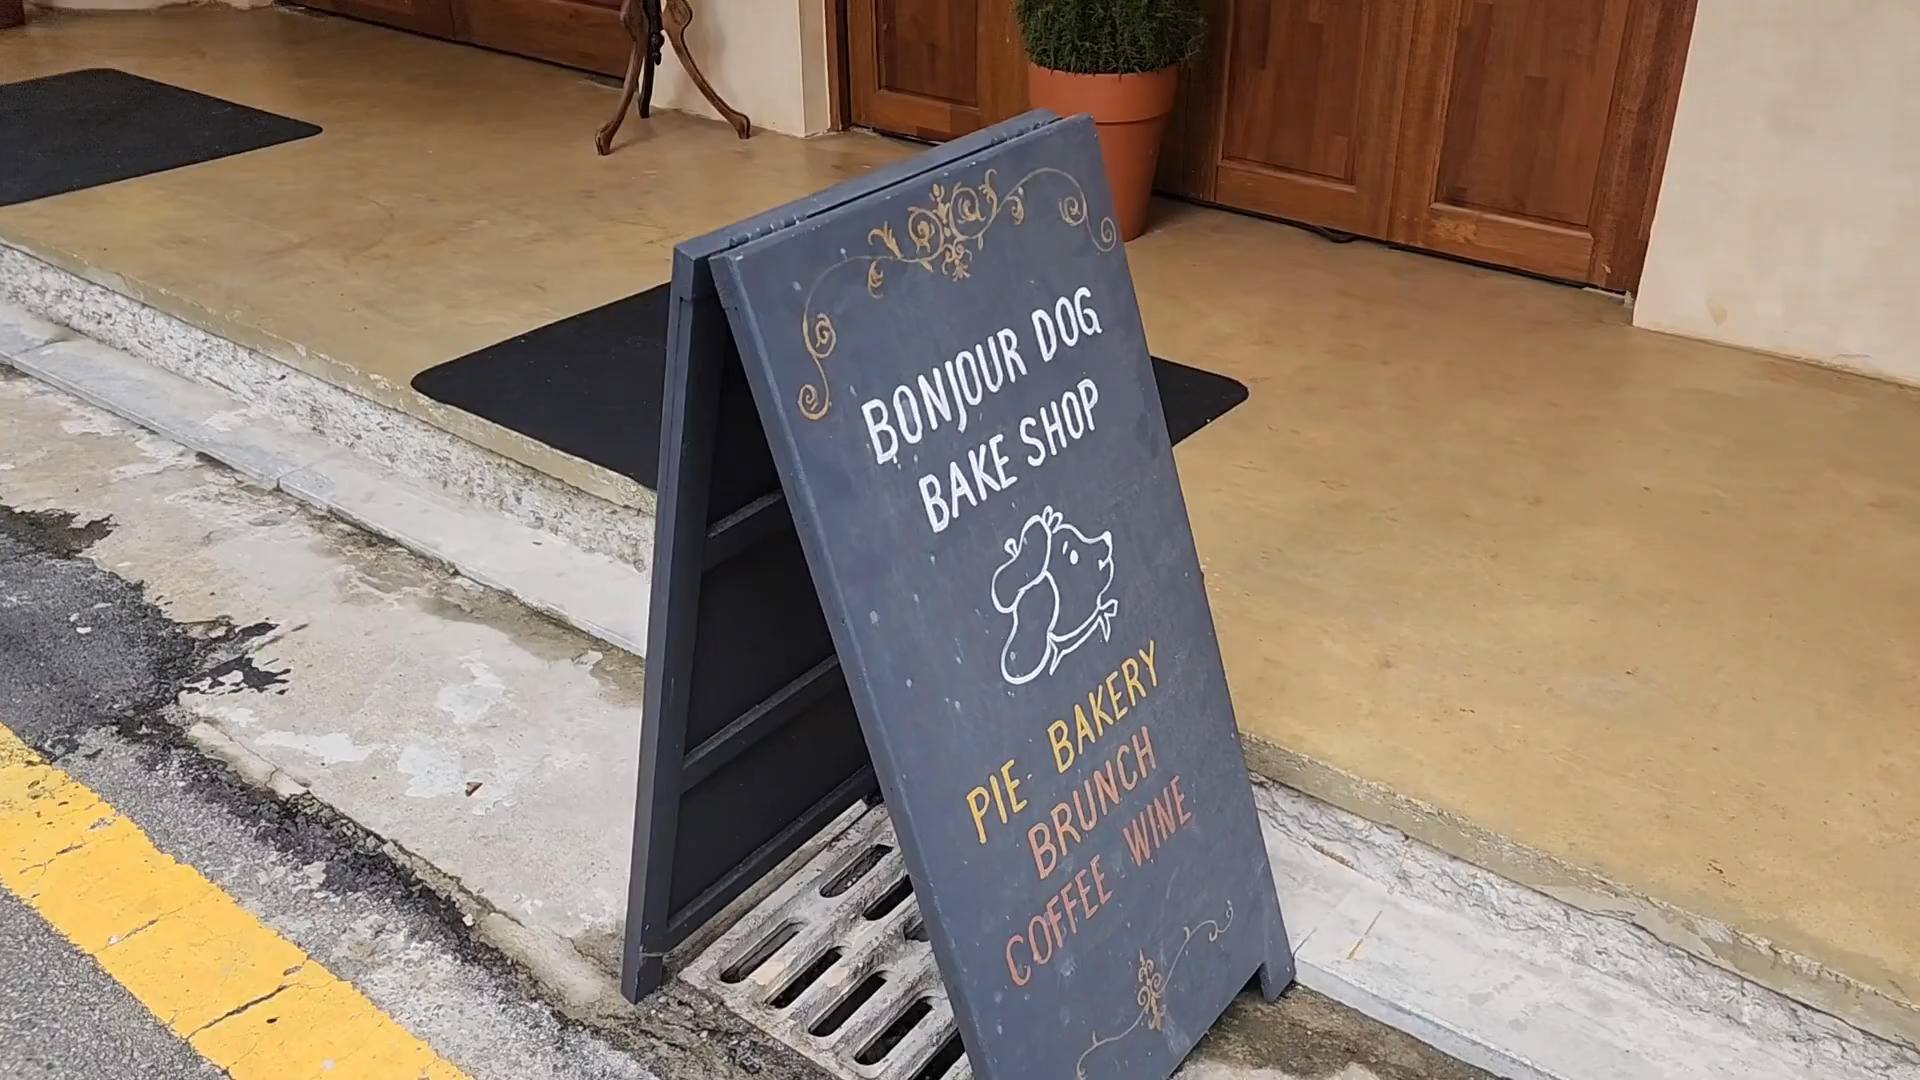 BONJOUR DOG
BAKE SHOP
PIE. BAKERY
BRUNCH
COFFEE WINE